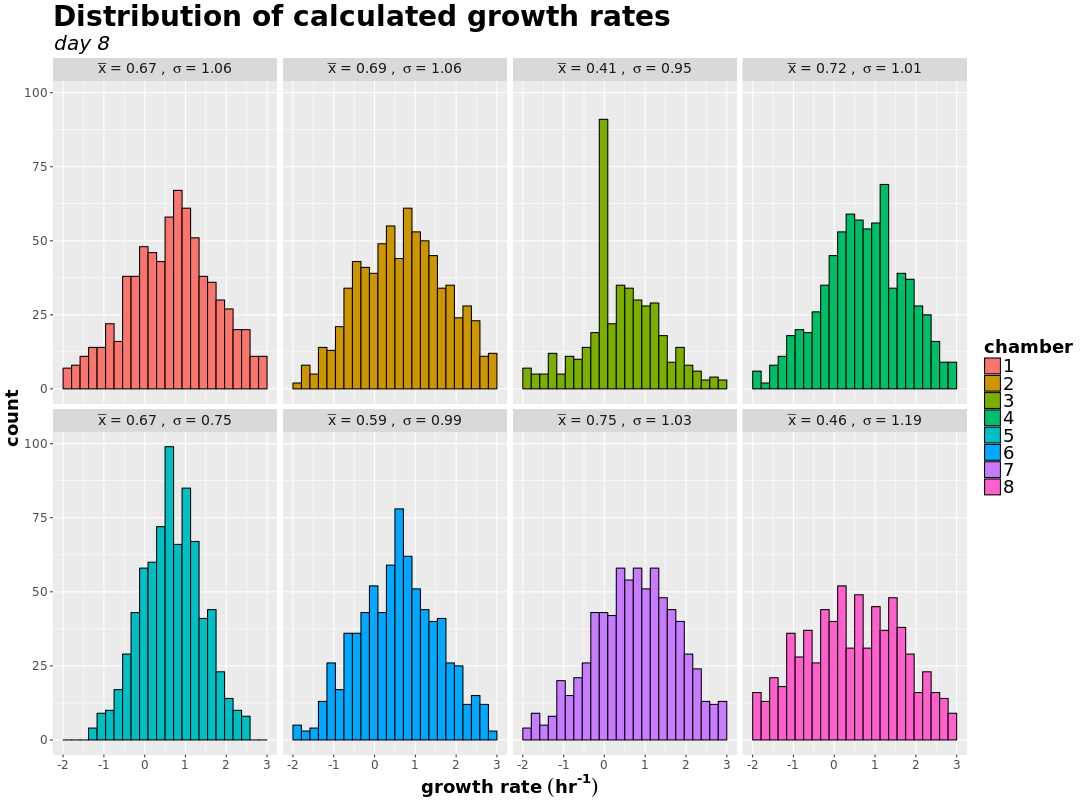 Distribution of calculated growth rates
day 8
x̅ = 0.67 , σ = 1.06
x̅ = 0.69 , σ = 1.06
x̅ = 0.41 , σ = 0.95
x̅ = 0.72 , σ = 1.01
100
75
50
25
0
x̅ = 0.67 , σ = 0.75
x̅ = 0.59 , σ = 0.99
x̅ = 0.75 , σ = 1.03
x̅ = 0.46 , σ = 1.19
100
75
50
25
0
-2 -1 0 1 2 3
-2 -1 0 1 2 3
-2 -1 0 1 2 3
-2 -1 0 1 2 3
growth rate (hr⁻¹)
count
chamber
1
2
3
4
5
6
7
8